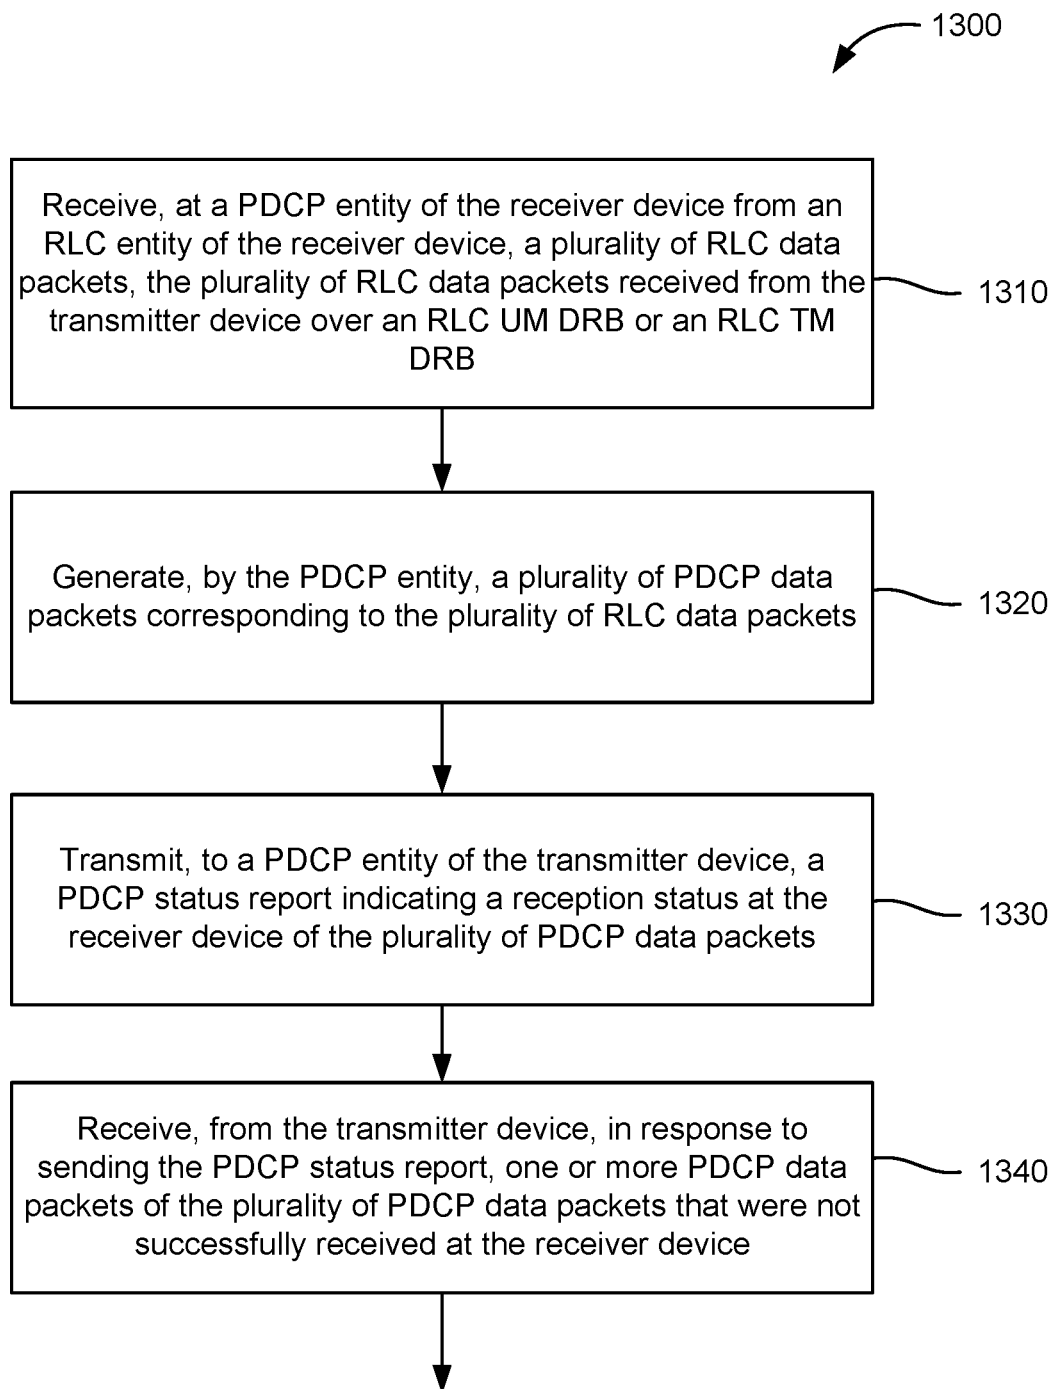 1300
Receive, at a PDCP entity of the receiver device from an
RLC entity of the receiver device, a plurality of RLC data
packets, the plurality of RLC data packets received from the
transmitter device over an RLC UM DRB or an RLC TM
DRB
1310
Generate, by the PDCP entity, a plurality of PDCP data
packets corresponding to the plurality of RLC data packets
1320
Transmit, to a PDCP entity of the transmitter device, a
PDCP status report indicating a reception status at the
receiver device of the plurality of PDCP data packets
1330
Receive, from the transmitter device, in response to
sending the PDCP status report, one or more PDCP data
packets of the plurality of PDCP data packets that were not
successfully received at the receiver device
1340